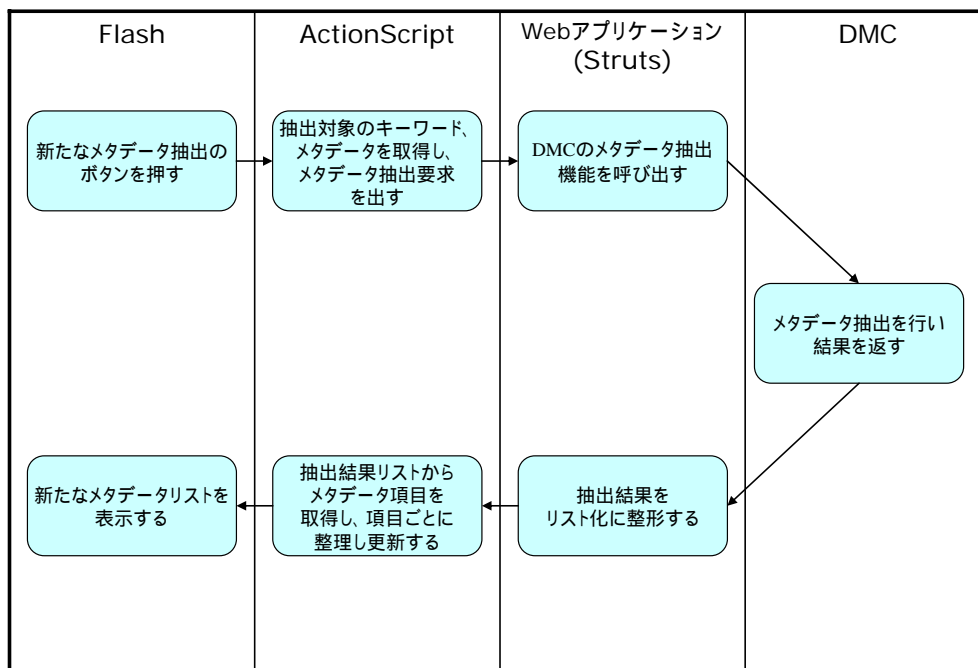 Flash
ActionScript
Webアプリケーション
(Struts)
DMC
新たなメタデータ抽出の
ボタンを押す
抽出対象のキーワード、
メタデータを取得し、
メタデータ抽出要求
を出す
DMCのメタデータ抽出
機能を呼び出す
メタデータ抽出を行い
結果を返す
抽出結果を
リスト化に整形する
抽出結果リストから
メタデータ項目を
取得し、項目ごとに
整理し更新する
新たなメタデータリストを
表示する